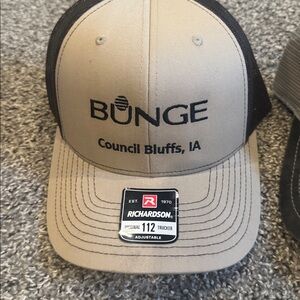 BUNGE
Council Bluffs, IA
EST. 1970
R
RICHARDSON
112 TRUCKER
ADJUSTABLE